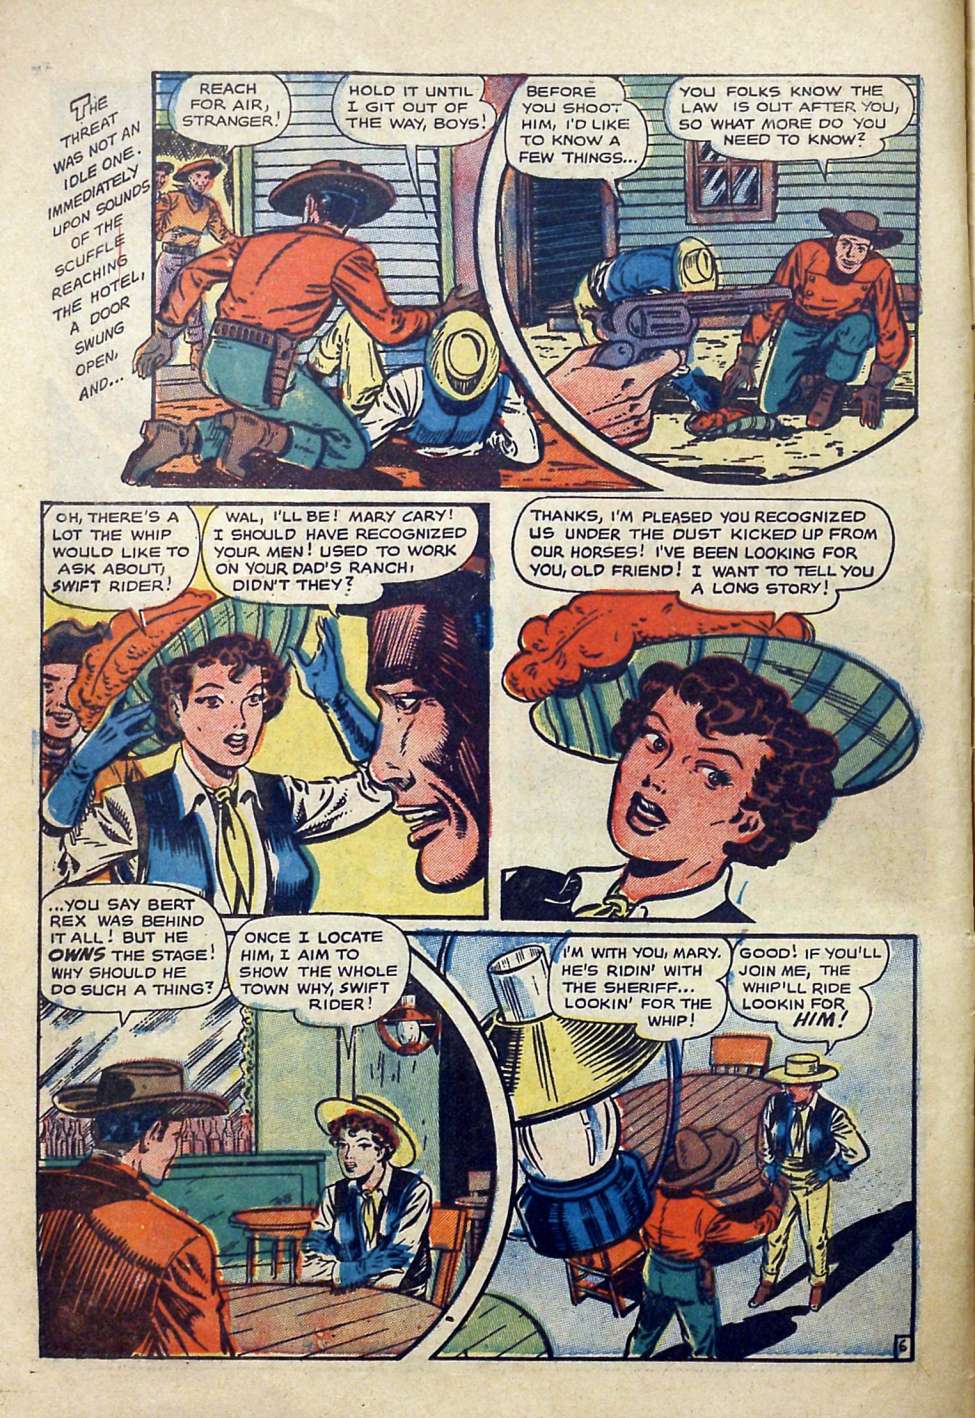 THE
THREAT
WAS NOT AN
IDLE ONE.
IMMEDIATELY
UPON SOUNDS
OF THE
SCUFFLE
REACHING
THE HOTEL,
A DOOR
SWUNG
OPEN,
AND...
REACH
FOR AIR,
STRANGER!
HOLD IT UNTIL
I GIT OUT OF
THE WAY, BOYS!
BEFORE
YOU SHOOT
HIM, I'D LIKE
TO KNOW A
FEW THINGS...
YOU FOLKS KNOW THE
LAW IS OUT AFTER YOU,
SO WHAT MORE DO YOU
NEED TO KNOW?
OH, THERE'S A
LOT THE WHIP
WOULD LIKE TO
ASK ABOUT,
SWIFT RIDER!
WAL, I'LL BE! MARY CARY!
I SHOULD HAVE RECOGNIZED
YOUR MEN! USED TO WORK
ON YOUR DAD'S RANCH,
DIDN'T THEY?
THANKS, I'M PLEASED YOU RECOGNIZED
US UNDER THE DUST KICKED UP FROM
OUR HORSES! I'VE BEEN LOOKING FOR
YOU, OLD FRIEND! I WANT TO TELL YOU
A LONG STORY!
...YOU SAY BERT
REX WAS BEHIND
IT ALL! BUT HE
OWNS THE STAGE!
WHY SHOULD HE
DO SUCH A THING?
ONCE I LOCATE
HIM, I AIM TO
SHOW THE WHOLE
TOWN WHY, SWIFT
RIDER!
I'M WITH YOU, MARY.
HE'S RIDIN' WITH
THE SHERIFF...
LOOKIN' FOR THE
WHIP!
GOOD! IF YOU'LL
JOIN ME, THE
WHIP'LL RIDE
LOOKIN FOR
HIM!
6